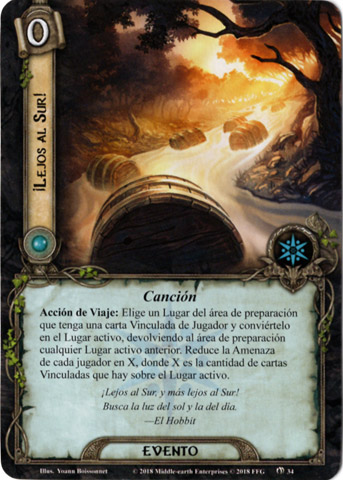 0
¡Lejos al Sur!
Canción
Acción de Viaje: Elige un Lugar del área de preparación
que tenga una carta Vinculada de Jugador y conviértelo
en el Lugar activo, devolviendo al área de preparación
cualquier Lugar activo anterior. Reduce la Amenaza
de cada jugador en X, donde X es la cantidad de cartas
Vinculadas que hay sobre el Lugar activo.
¡Lejos al Sur, y más lejos al Sur!
Busca la luz del sol y la del día.
—El Hobbit
EVENTO
Illus. Yoann Boissonnet © 2018 Middle-earth Enterprises © 2018 FFG 34